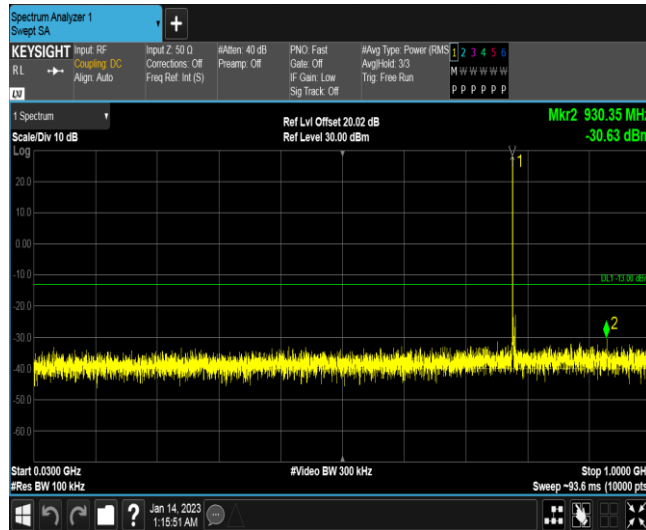 Spectrum Analyzer 1
Swept SA
+
KEYSIGHT Input: RF Input Z: 50 Ω #Atten: 40 dB PNO: Fast #Avg Type: Power (RMS 1 2 3 4 5 6
RL Coupling: DC Corrections: Off Preamp: Off Gate: Off Avg|Hold: 3/3 M W W W W W
Align: Auto Freq Ref: Int (S) IF Gain: Low Trig: Free Run
LXI Sig Track: Off P P P P P P
1 Spectrum Ref Lvl Offset 20.02 dB Mkr2 930.35 MHz
Scale/Div 10 dB Ref Level 30.00 dBm -30.63 dBm
Log
1
20.0
10.0
0.00
-10.0
DL1 -13.00 dB
-20.0
2
-30.0
-40.0
-50.0
-60.0
Start 0.0300 GHz #Video BW 300 kHz Stop 1.0000 GH
#Res BW 100 kHz Sweep ~93.6 ms (10000 pts
? Jan 14, 2023
1:15:51 AM